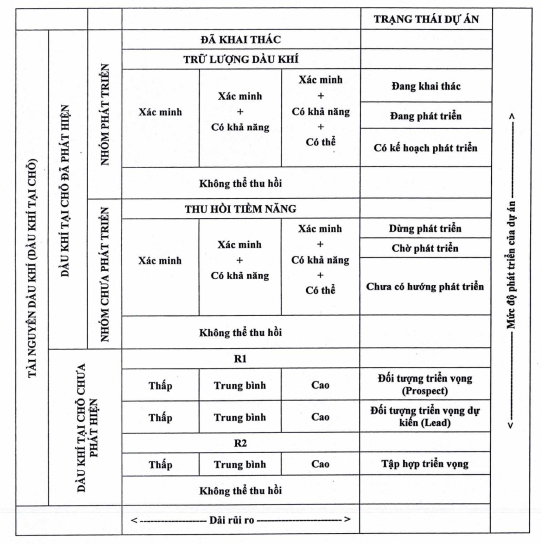 TRẠNG THÁI DỰ ÁN
TÀI NGUYÊN DẦU KHÍ (DẦU KHÍ TẠI CHỖ)
DẦU KHÍ TẠI CHỖ ĐÃ PHÁT HIỆN
NHÓM PHÁT TRIỂN
ĐÃ KHAI THÁC
TRỮ LƯỢNG DẦU KHÍ
Xác minh
Xác minh
+
Có khả năng
Xác minh
+
Có khả năng
+
Có thể
Đang khai thác
Đang phát triển
Có kế hoạch phát triển
Không thể thu hồi
NHÓM CHƯA PHÁT TRIỂN
THU HỒI TIỀM NĂNG
Xác minh
Xác minh
+
Có khả năng
Xác minh
+
Có khả năng
+
Có thể
Dừng phát triển
Chờ phát triển
Chưa có hướng phát triển
Không thể thu hồi
DẦU KHÍ TẠI CHỖ CHƯA
PHÁT HIỆN
R1
Thấp Trung bình Cao
Đối tượng triển vọng
(Prospect)
Thấp Trung bình Cao
Đối tượng triển vọng dự
kiến (Lead)
R2
Thấp Trung bình Cao Tập hợp triển vọng
Không thể thu hồi
< ---------------- Dải rủi ro ---------------------- >
< ---------------- Mức độ phát triển của dự án ---------------- >